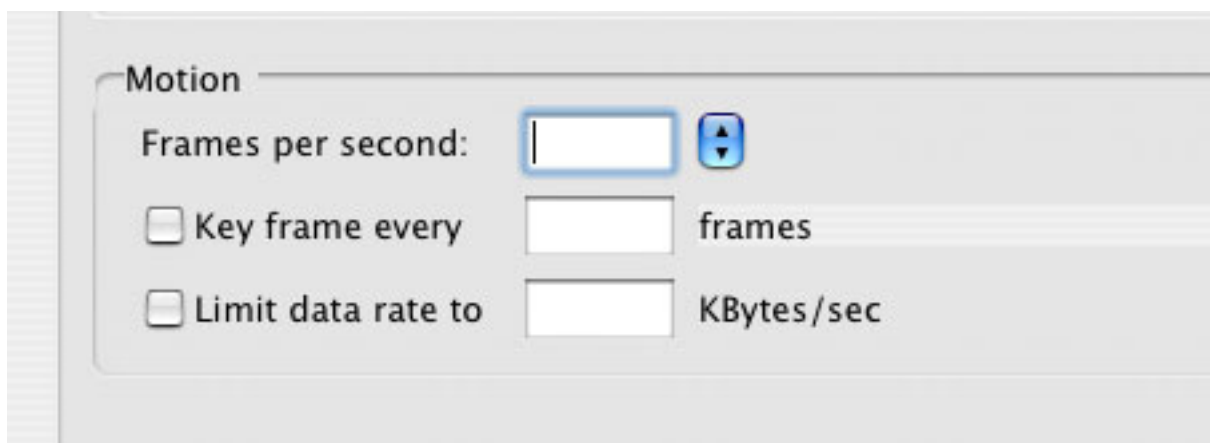 Motion
Frames per second:
Key frame every frames
Limit data rate to KBytes/sec